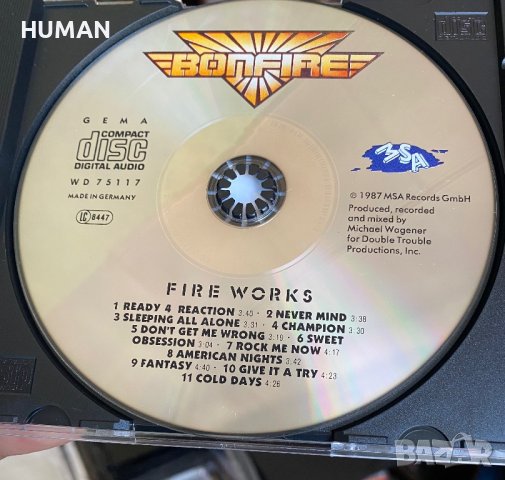 HUMAN
BONFIRE
GEMA
COMPACT
disc
DIGITAL AUDIO
WD 75117
MADE IN GERMANY
LC 8447
MSA
℗ 1987 MSA Records GmbH
Produced, recorded
and mixed by
Michael Wagener
for Double Trouble
Productions, Inc.
FIRE WORKS
1 READY 4 REACTION 3:40 · 2 NEVER MIND 3:38
3 SLEEPING ALL ALONE 3:31 · 4 CHAMPION 3:30
5 DON'T GET ME WRONG 3:19 · 6 SWEET
OBSESSION 3:04 · 7 ROCK ME NOW 4:17
8 AMERICAN NIGHTS 3:42
9 FANTASY 4:40 · 10 GIVE IT A TRY 4:23
11 COLD DAYS 4:26
BAZAR